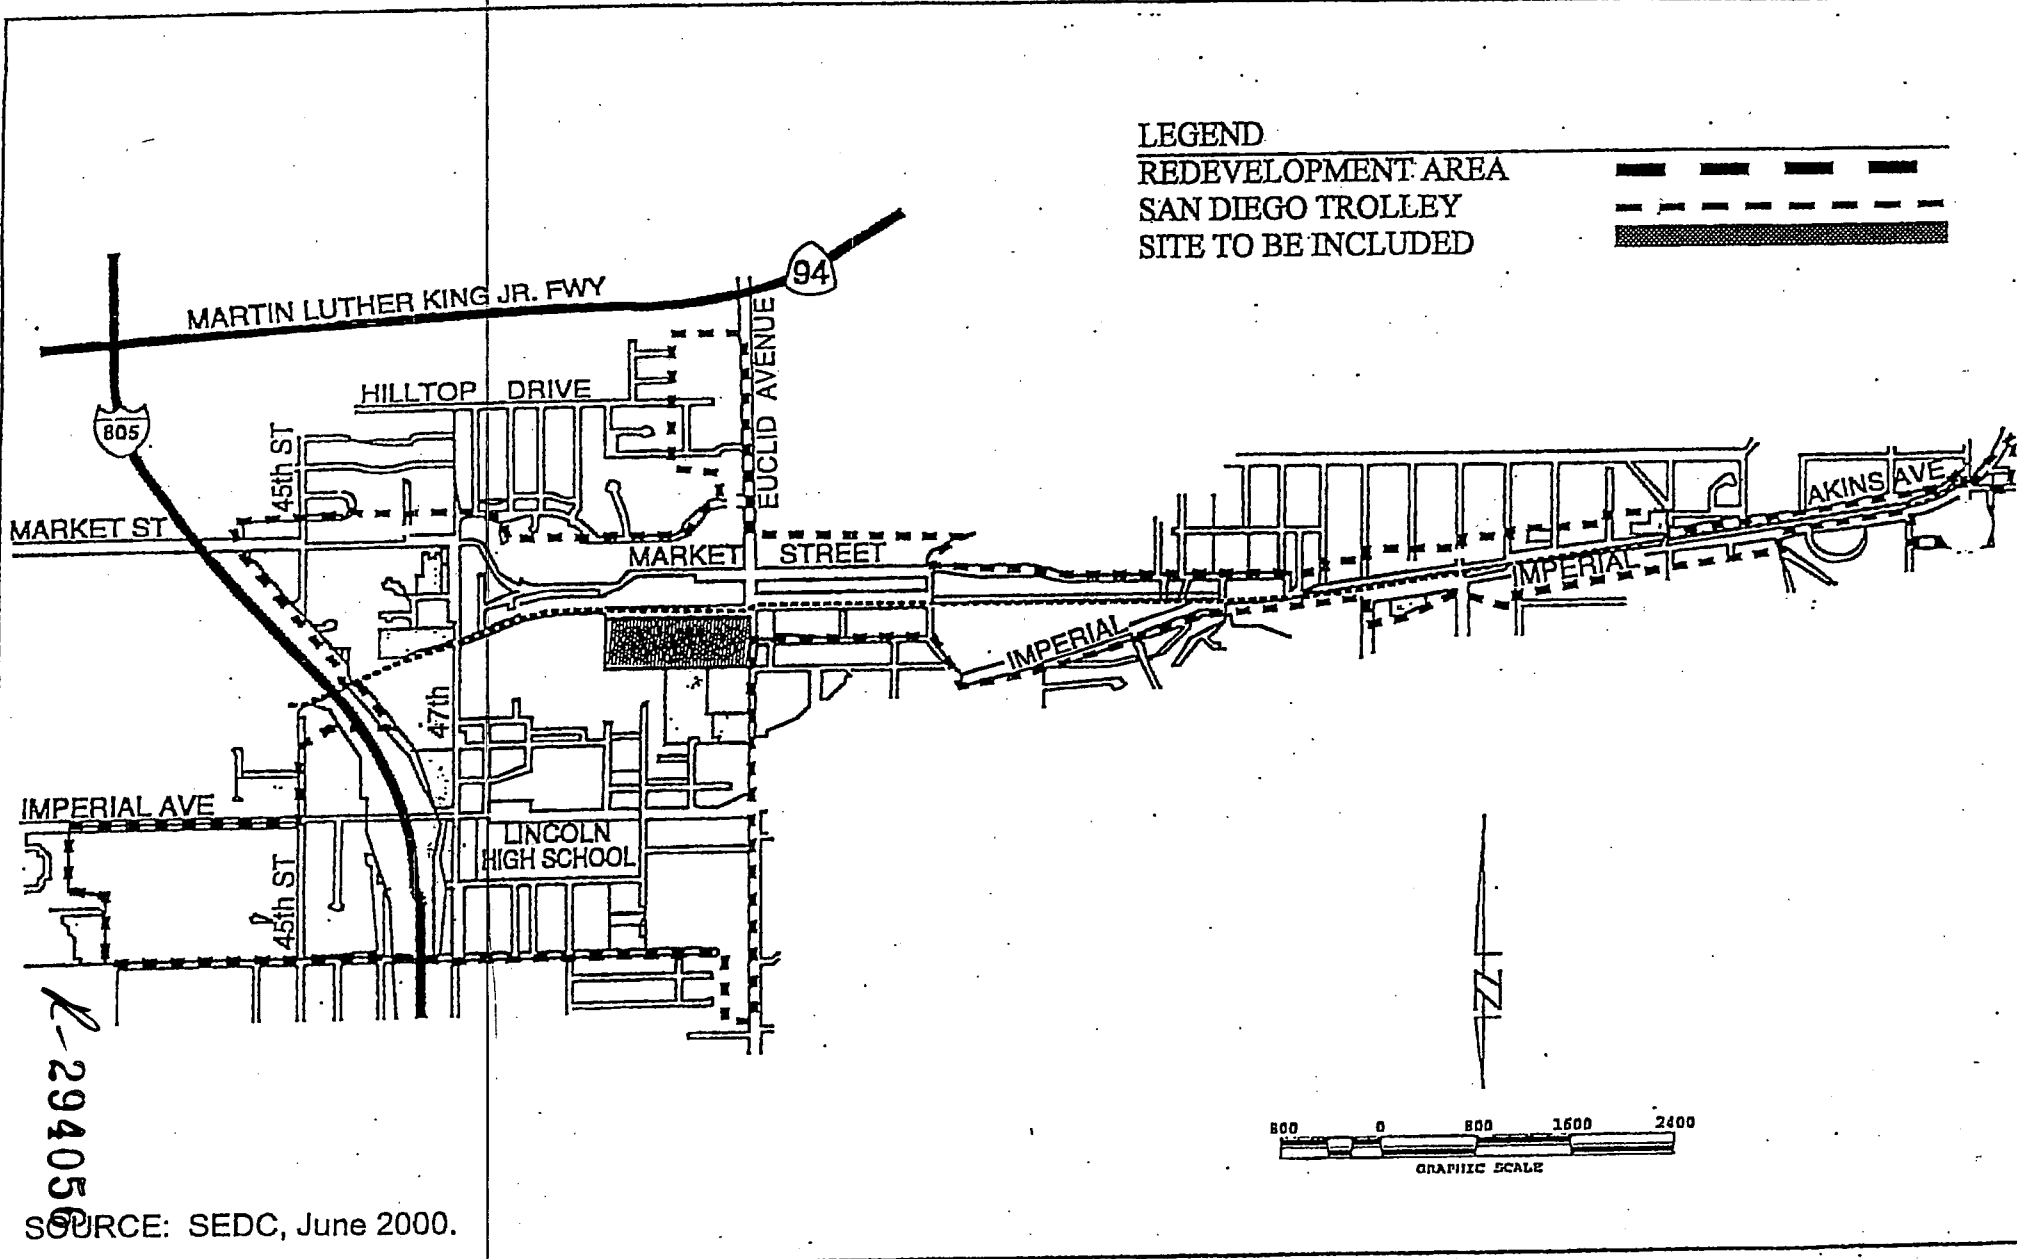 LEGEND
REDEVELOPMENT AREA
SAN DIEGO TROLLEY
SITE TO BE INCLUDED
94
MARTIN LUTHER KING JR. FWY
EUCLID AVENUE
HILLTOP DRIVE
805
45th ST
MARKET ST
MARKET STREET
AKINS AVE
IMPERIAL
IMPERIAL
47th
IMPERIAL AVE
LINCOLN
HIGH SCHOOL
45th ST
N
R-294056
800 0 800 1600 2400
GRAPHIC SCALE
SOURCE: SEDC, June 2000.